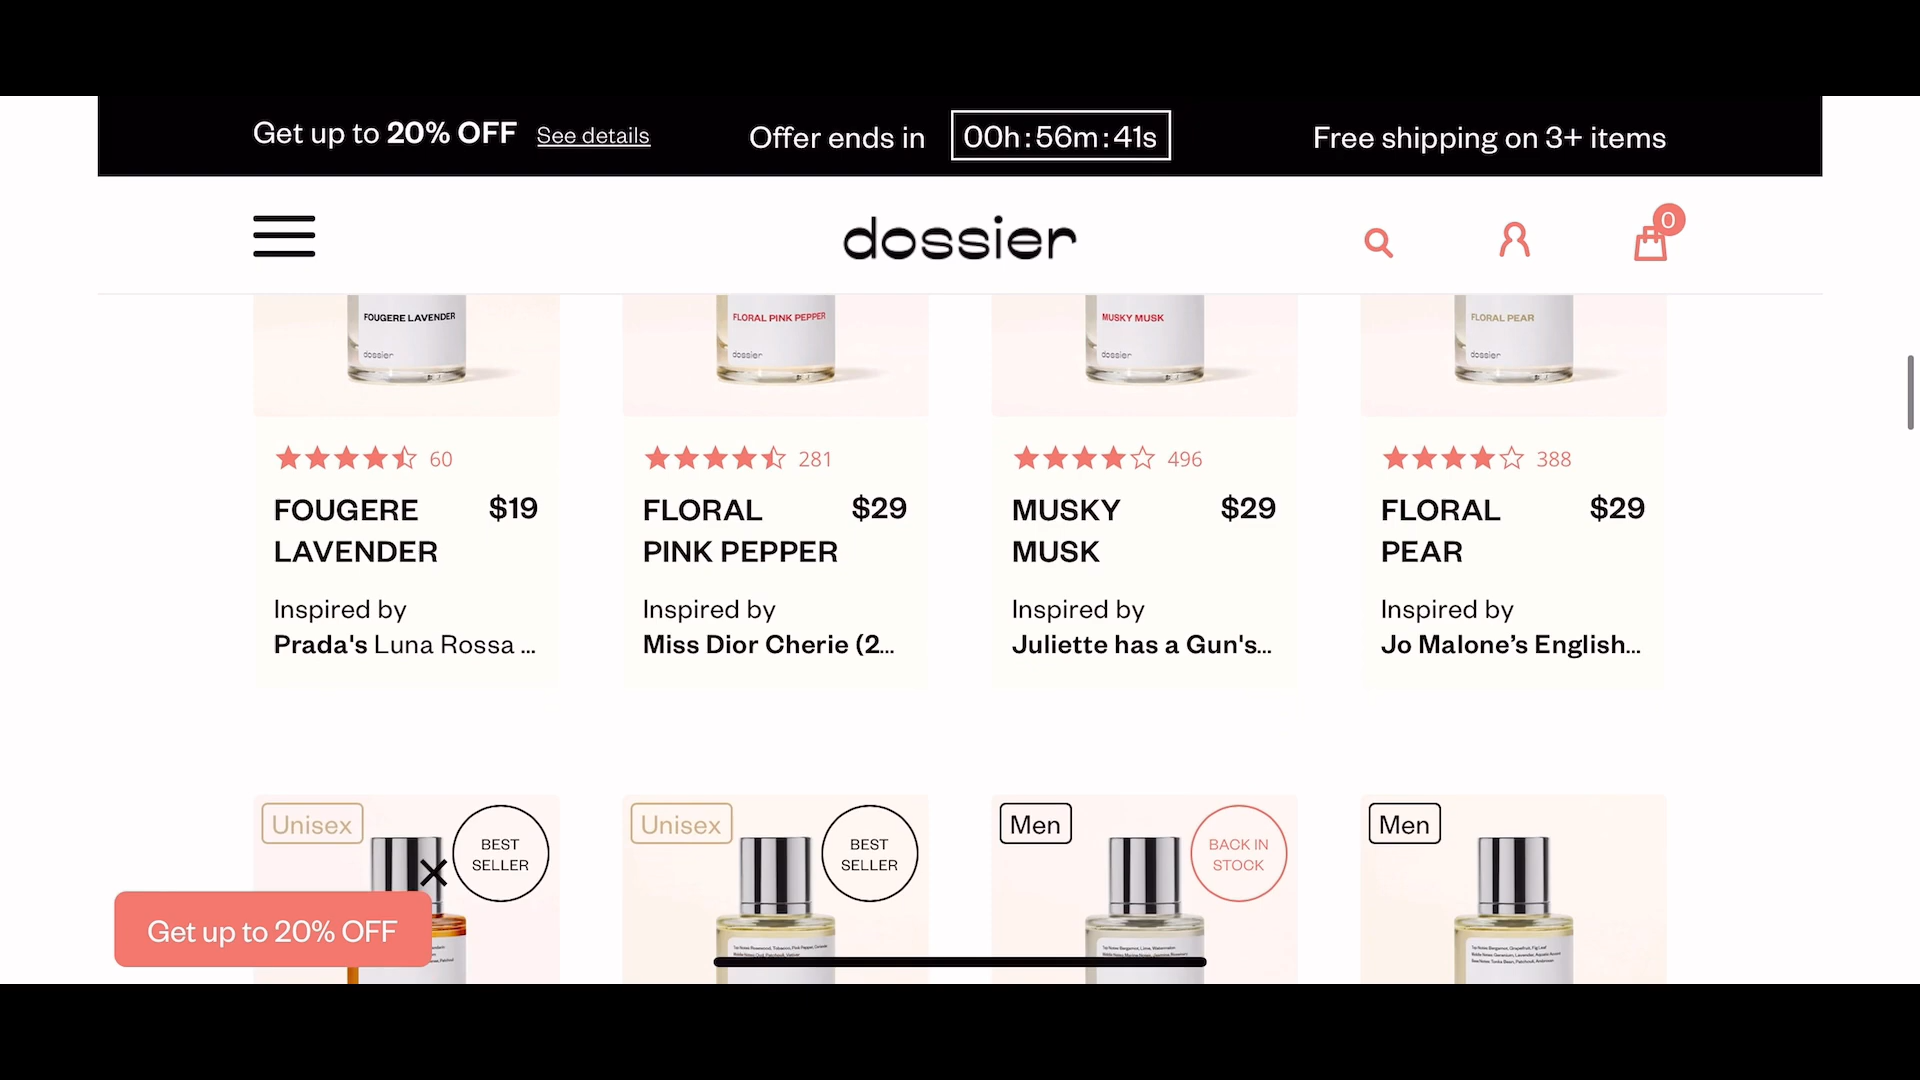 Get up to 20% OFF See details
Offer ends in 00h:56m:41s
Free shipping on 3+ items
dossier
0
FOUGERE LAVENDER
dossier
FLORAL PINK PEPPER
dossier
MUSKY MUSK
dossier
FLORAL PEAR
dossier
60
FOUGERE $19
LAVENDER
Inspired by
Prada's Luna Rossa ...
281
FLORAL $29
PINK PEPPER
Inspired by
Miss Dior Cherie (2...
496
MUSKY $29
MUSK
Inspired by
Juliette has a Gun's...
388
FLORAL $29
PEAR
Inspired by
Jo Malone’s English...
Unisex
BEST
SELLER
Unisex
BEST
SELLER
Men
BACK IN
STOCK
Men
Get up to 20% OFF